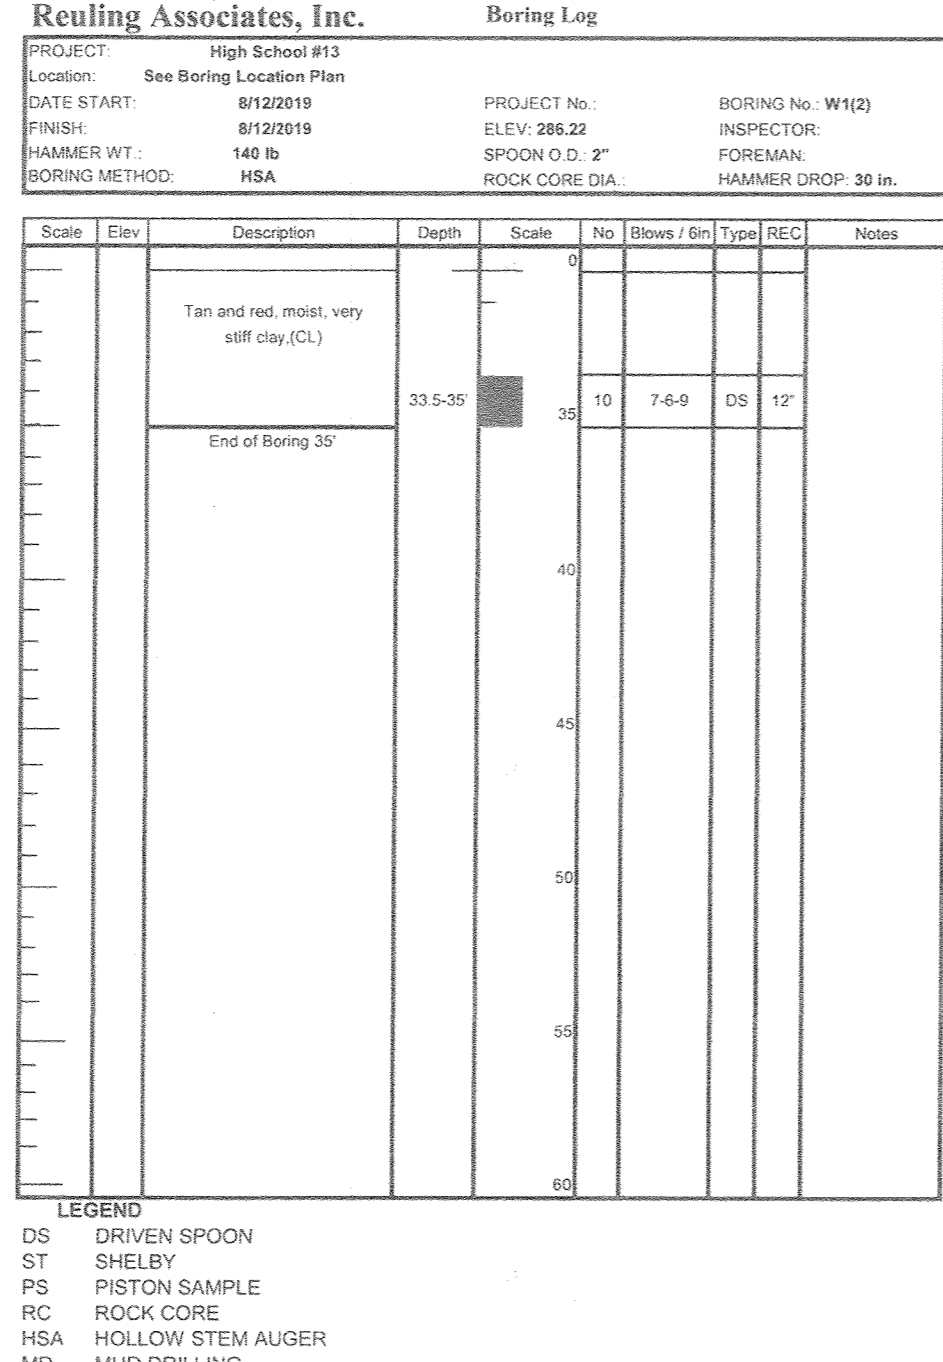 Reuling Associates, Inc. Boring Log
PROJECT: High School #13
Location: See Boring Location Plan
DATE START: 8/12/2019 PROJECT No.: BORING No.: W1(2)
FINISH: 8/12/2019 ELEV: 286.22 INSPECTOR:
HAMMER WT.: 140 lb SPOON O.D.: 2" FOREMAN:
BORING METHOD: HSA ROCK CORE DIA.: HAMMER DROP: 30 in.
Scale Elev Description Depth Scale No Blows / 6in Type REC Notes
0
Tan and red, moist, very
stiff clay,(CL)
33.5-35' 10 7-6-9 DS 12"
35
End of Boring 35'
40
45
50
55
60
LEGEND
DS DRIVEN SPOON
ST SHELBY
PS PISTON SAMPLE
RC ROCK CORE
HSA HOLLOW STEM AUGER
MD MUD DRILLING